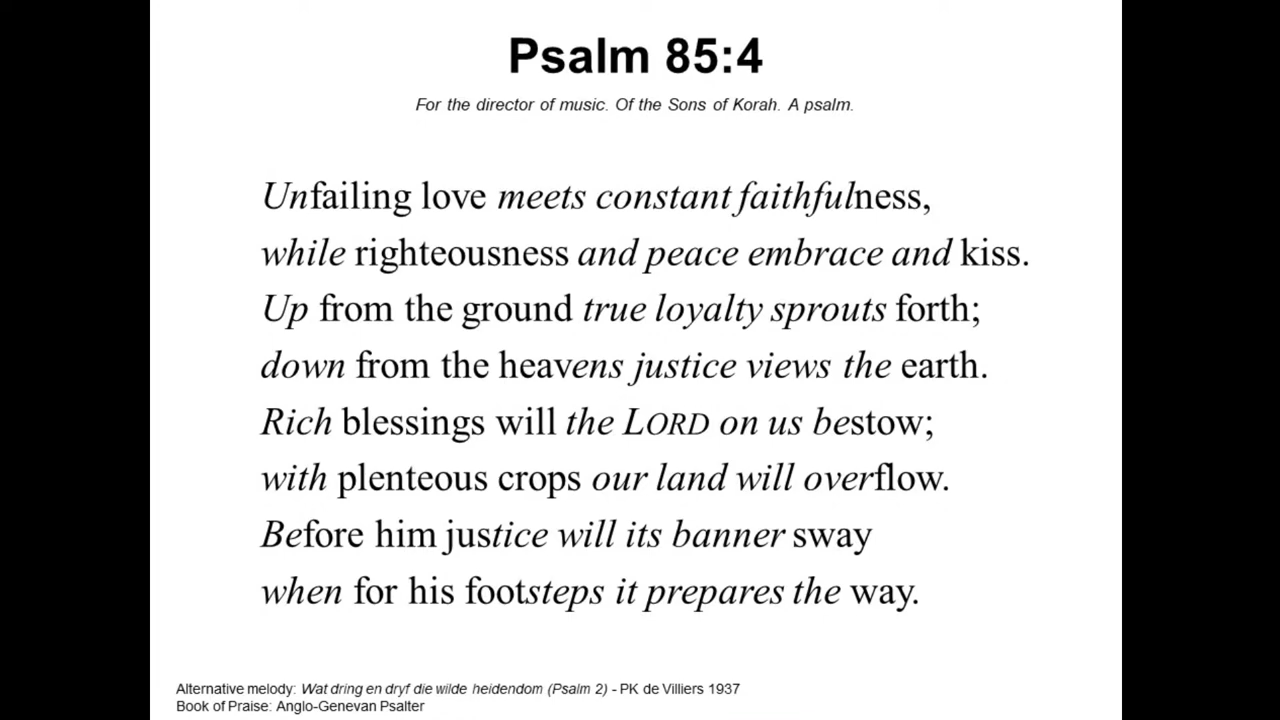 Psalm 85:4
For the director of music. Of the Sons of Korah. A psalm.
Unfailing love meets constant faithfulness,
while righteousness and peace embrace and kiss.
Up from the ground true loyalty sprouts forth;
down from the heavens justice views the earth.
Rich blessings will the LORD on us bestow;
with plenteous crops our land will overflow.
Before him justice will its banner sway
when for his footsteps it prepares the way.
Alternative melody: Wat dring en dryf die wilde heidendom (Psalm 2) - PK de Villiers 1937
Book of Praise: Anglo-Genevan Psalter